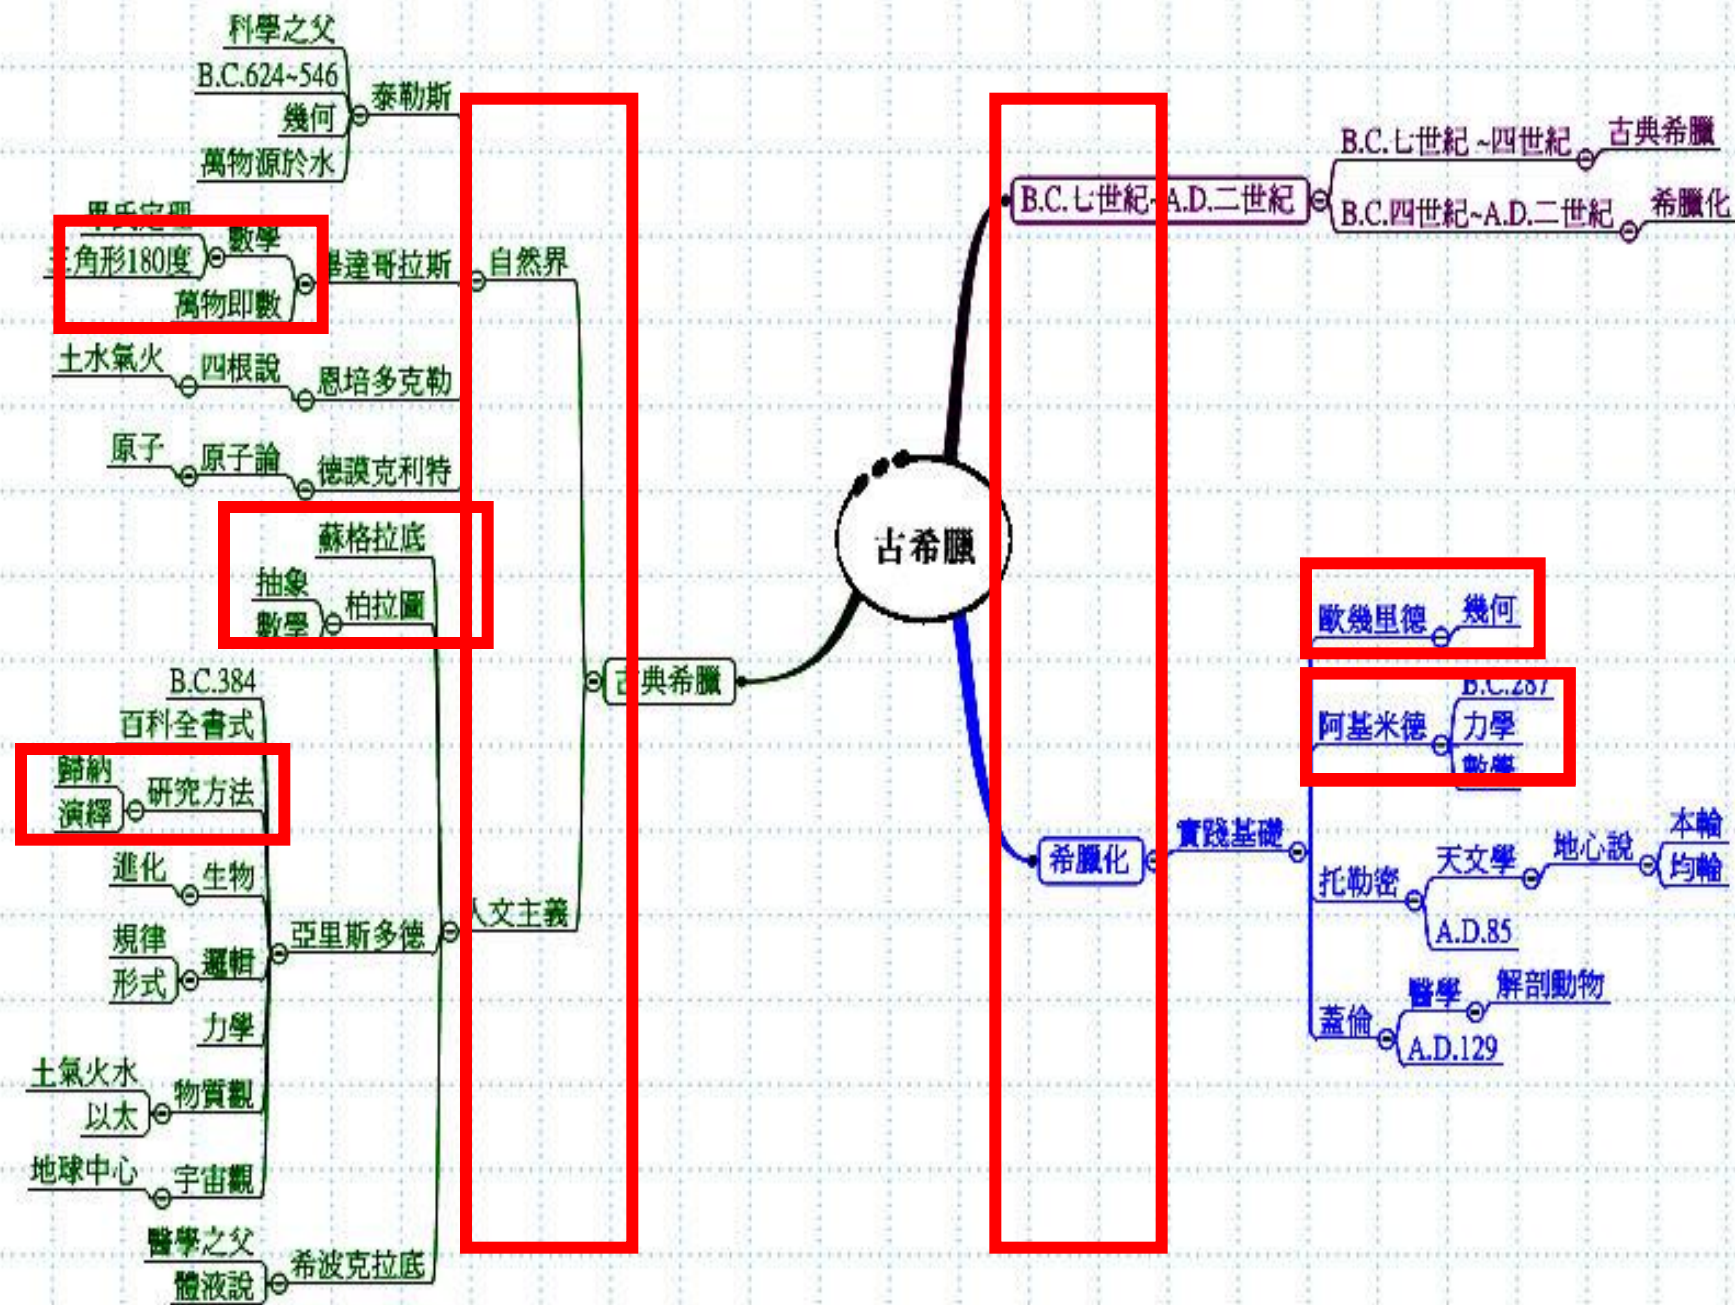 科學之父
B.C.624~546
幾何
萬物源於水
泰勒斯
畢氏定理
三角形180度
數學
萬物即數
畢達哥拉斯
自然界
土水氣火
四根說
恩培多克勒
原子
原子論
德謨克利特
蘇格拉底
抽象
數學
柏拉圖
B.C.384
百科全書式
歸納
演繹
研究方法
進化
生物
規律
形式
邏輯
力學
土氣火水
以太
物質觀
地球中心
宇宙觀
亞里斯多德
醫學之父
體液說
希波克拉底
人文主義
古典希臘
古希臘
B.C.七世紀~A.D.二世紀
B.C.七世紀~四世紀
古典希臘
B.C.四世紀~A.D.二世紀
希臘化
希臘化
實踐基礎
歐幾里德
幾何
阿基米德
B.C.287
力學
數學
托勒密
天文學
地心說
本輪
均輪
A.D.85
蓋倫
醫學
解剖動物
A.D.129